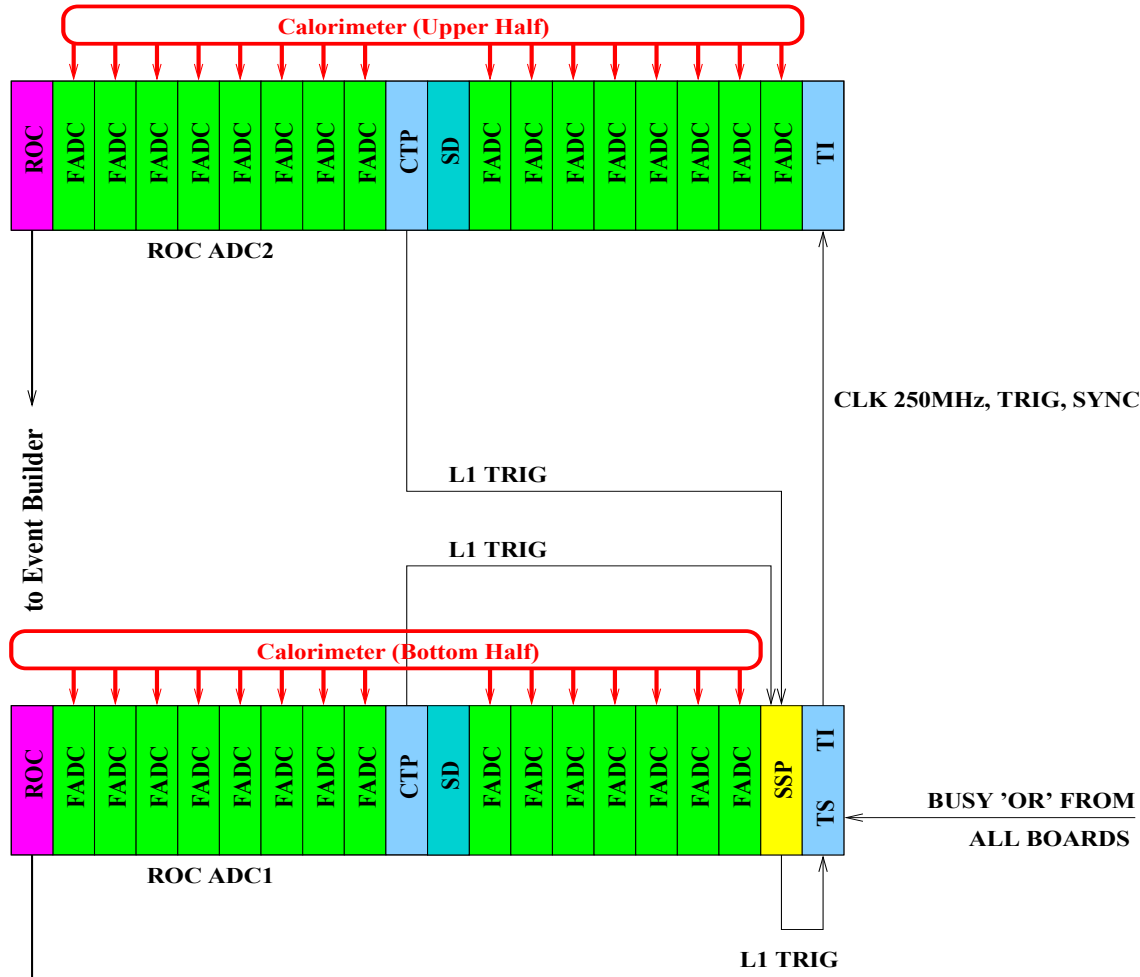 Calorimeter (Upper Half)
ROC FADC FADC FADC FADC FADC FADC FADC FADC CTP SD FADC FADC FADC FADC FADC FADC FADC FADC TI
ROC ADC2
CLK 250MHz, TRIG, SYNC
to Event Builder
L1 TRIG
L1 TRIG
Calorimeter (Bottom Half)
ROC FADC FADC FADC FADC FADC FADC FADC FADC CTP SD FADC FADC FADC FADC FADC FADC FADC SSP TS TI
BUSY 'OR' FROM
ALL BOARDS
ROC ADC1
L1 TRIG